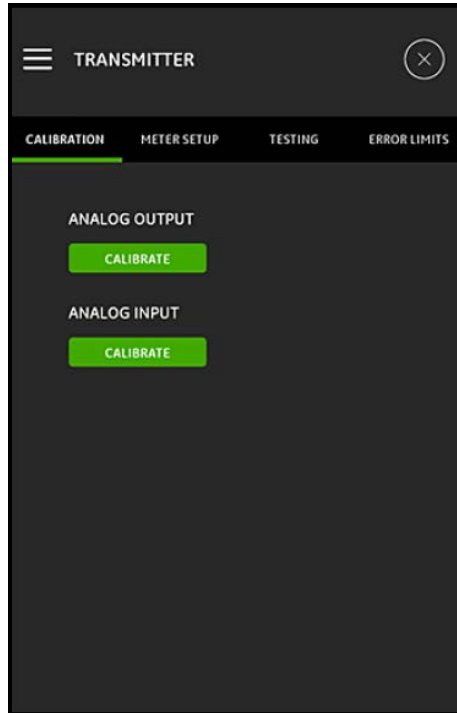 TRANSMITTER
CALIBRATION METER SETUP TESTING ERROR LIMITS
ANALOG OUTPUT
CALIBRATE
ANALOG INPUT
CALIBRATE